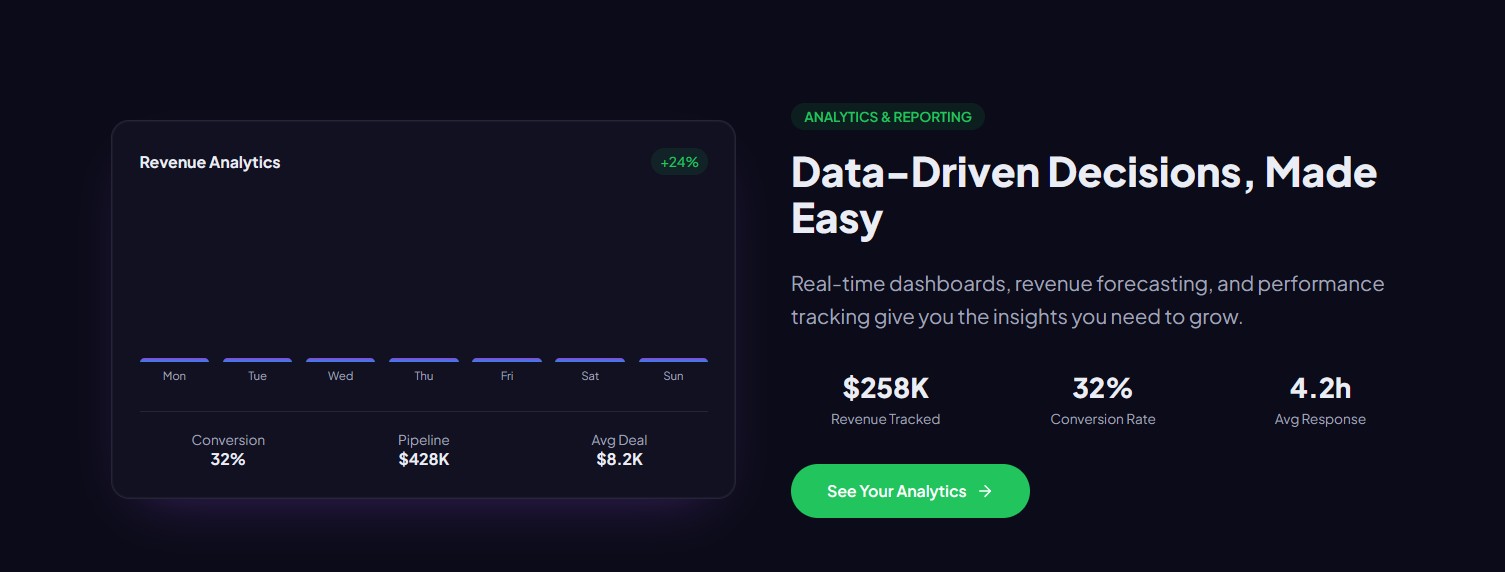 Revenue Analytics
+24%
Mon Tue Wed Thu Fri Sat Sun
Conversion Pipeline Avg Deal
32% $428K $8.2K
ANALYTICS & REPORTING
Data-Driven Decisions, Made
Easy
Real-time dashboards, revenue forecasting, and performance
tracking give you the insights you need to grow.
$258K 32% 4.2h
Revenue Tracked Conversion Rate Avg Response
See Your Analytics →